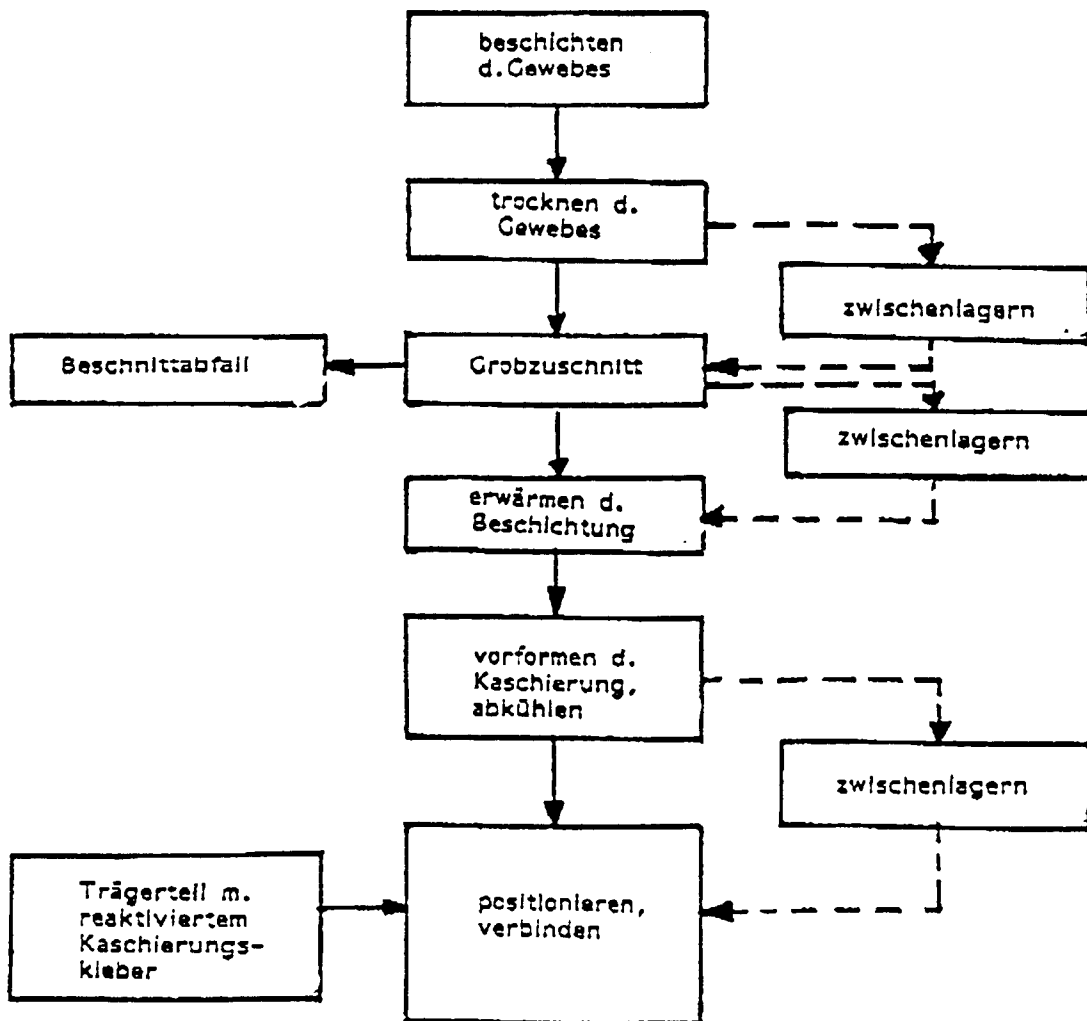 beschichten
d. Gewebes
trocknen d.
Gewebes
zwischenlagern
Beschnittabfall
Grobzuschnitt
zwischenlagern
erwärmen d.
Beschichtung
vorformen d.
Kaschierung,
abkühlen
zwischenlagern
Trägerteil m.
reaktiviertem
Kaschierungs-
kleber
positionieren,
verbinden